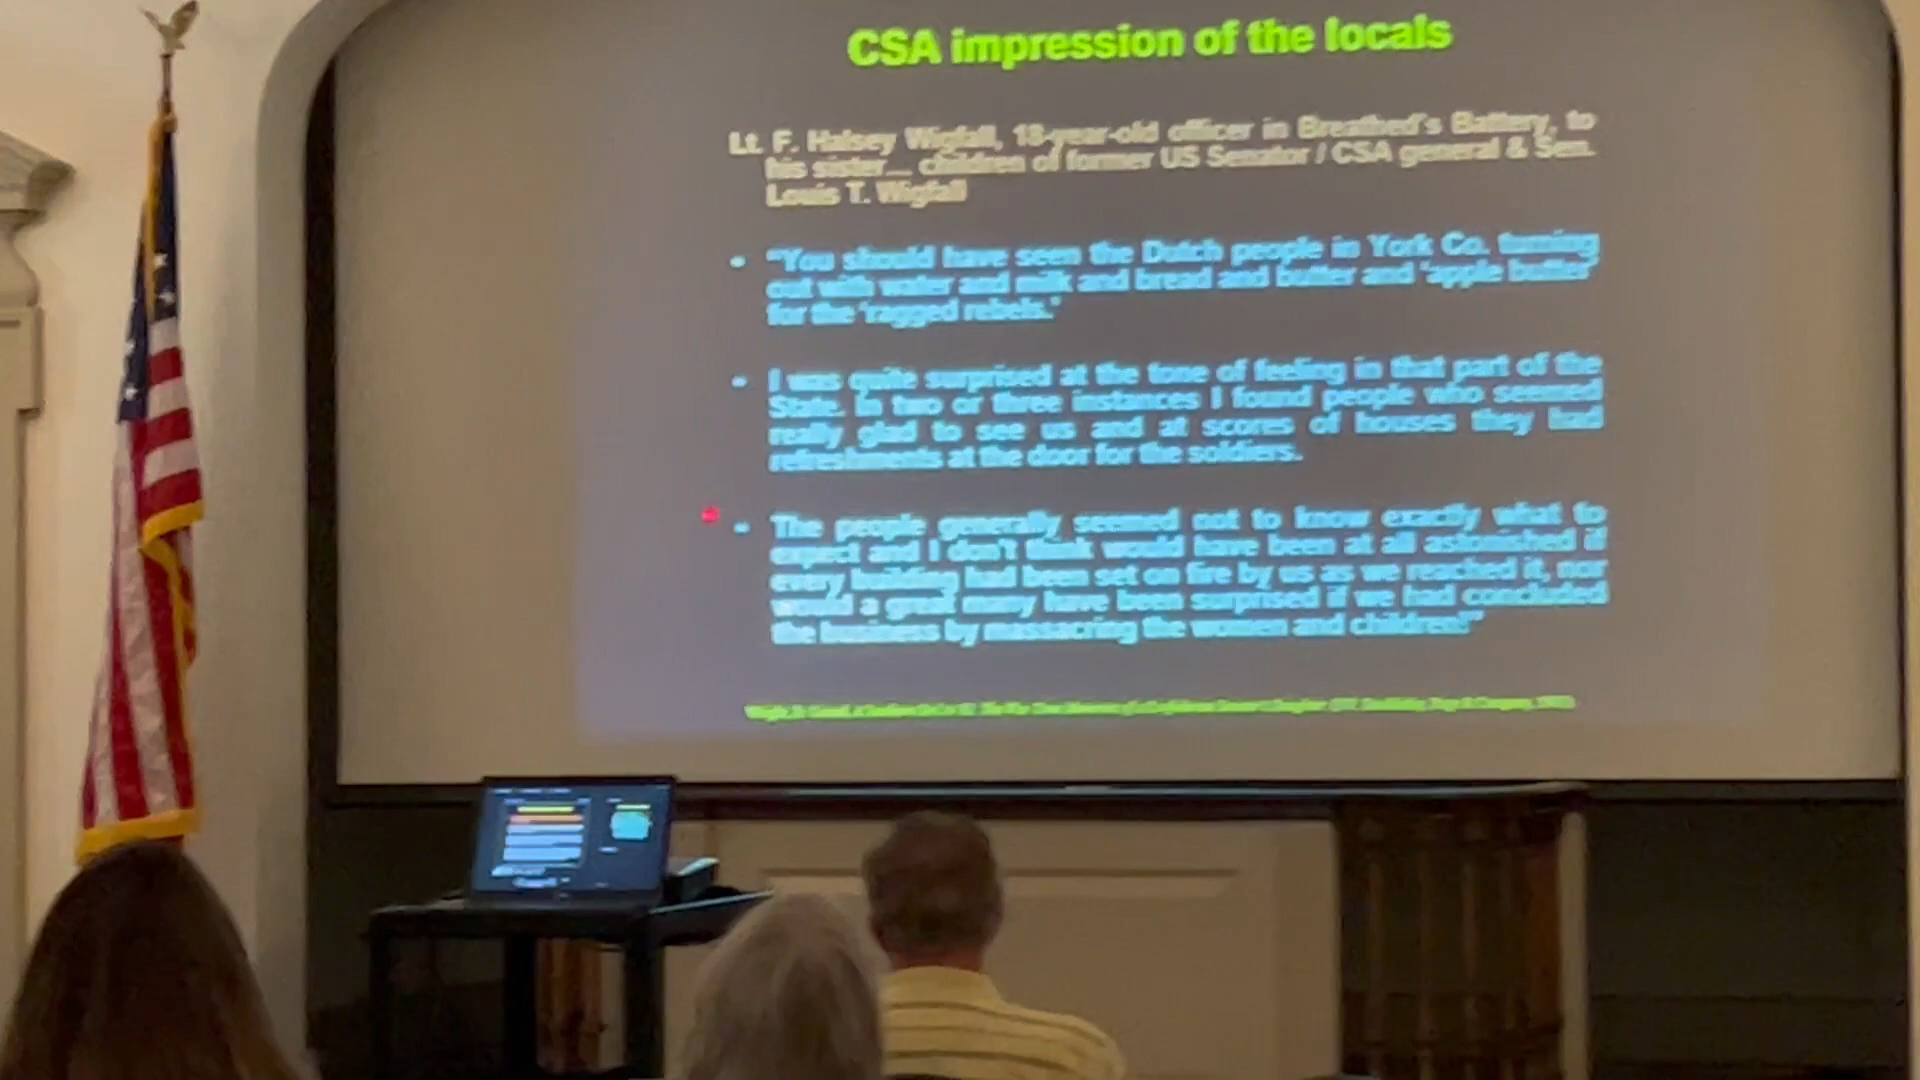 CSA impression of the locals
Lt. F. Halsey Wigfall, 18-year-old officer in Breathed's Battery, to
his sister... children of former US Senator / CSA general & Sen.
Louis T. Wigfall
• "You should have seen the Dutch people in York Co. turning
out with water and milk and bread and butter and 'apple butter'
for the 'ragged rebels.'
• I was quite surprised at the tone of feeling in that part of the
State. In two or three instances I found people who seemed
really glad to see us and at scores of houses they had
refreshments at the door for the soldiers.
• The people generally seemed not to know exactly what to
expect and I don't think would have been at all astonished if
every building had been set on fire by us as we reached it, nor
would a great many have been surprised if we had concluded
the business by massacring the women and children!"